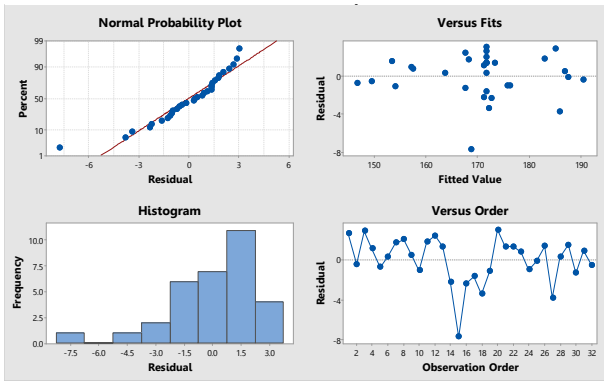 Normal Probability Plot
Versus Fits
99
90
50
10
1
Percent
-6 -3 0 3 6
Residual
0
-4
-8
Residual
150 160 170 180 190
Fitted Value
Histogram
Versus Order
10.0
7.5
5.0
2.5
0.0
Frequency
-7.5 -6.0 -4.5 -3.0 -1.5 0.0 1.5 3.0
Residual
0
-4
-8
Residual
2 4 6 8 10 12 14 16 18 20 22 24 26 28 30 32
Observation Order